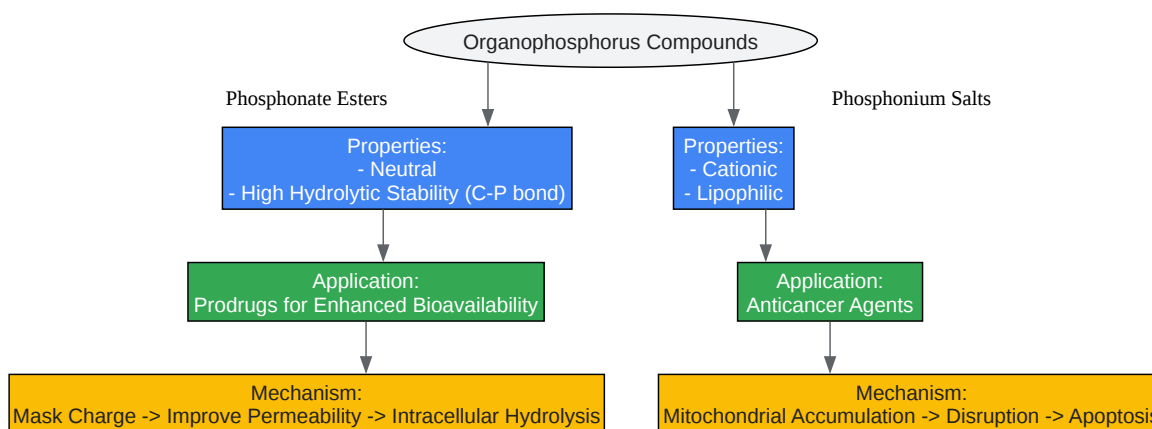 Organophosphorus Compounds
Phosphonate Esters
Phosphonium Salts
Properties:
- Neutral
- High Hydrolytic Stability (C-P bond)
Properties:
- Cationic
- Lipophilic
Application:
Prodrugs for Enhanced Bioavailability
Application:
Anticancer Agents
Mechanism:
Mask Charge -> Improve Permeability -> Intracellular Hydrolysis
Mechanism:
Mitochondrial Accumulation -> Disruption -> Apoptosis